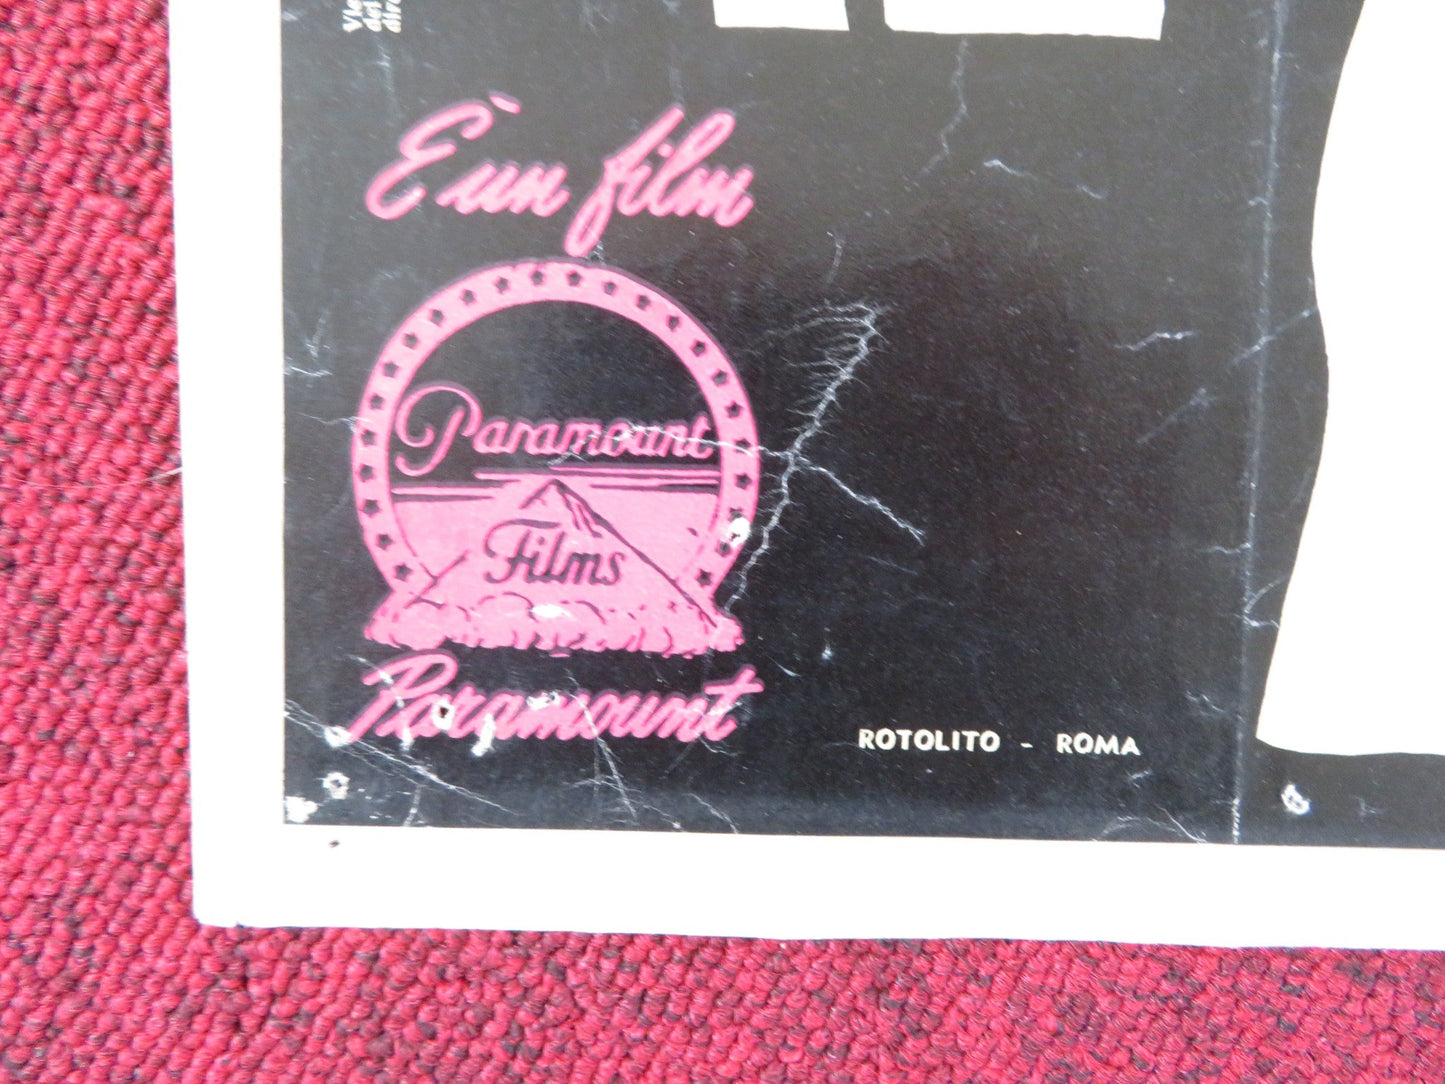 È un film
Paramount
Films
Paramount
ROTOLITO - ROMA